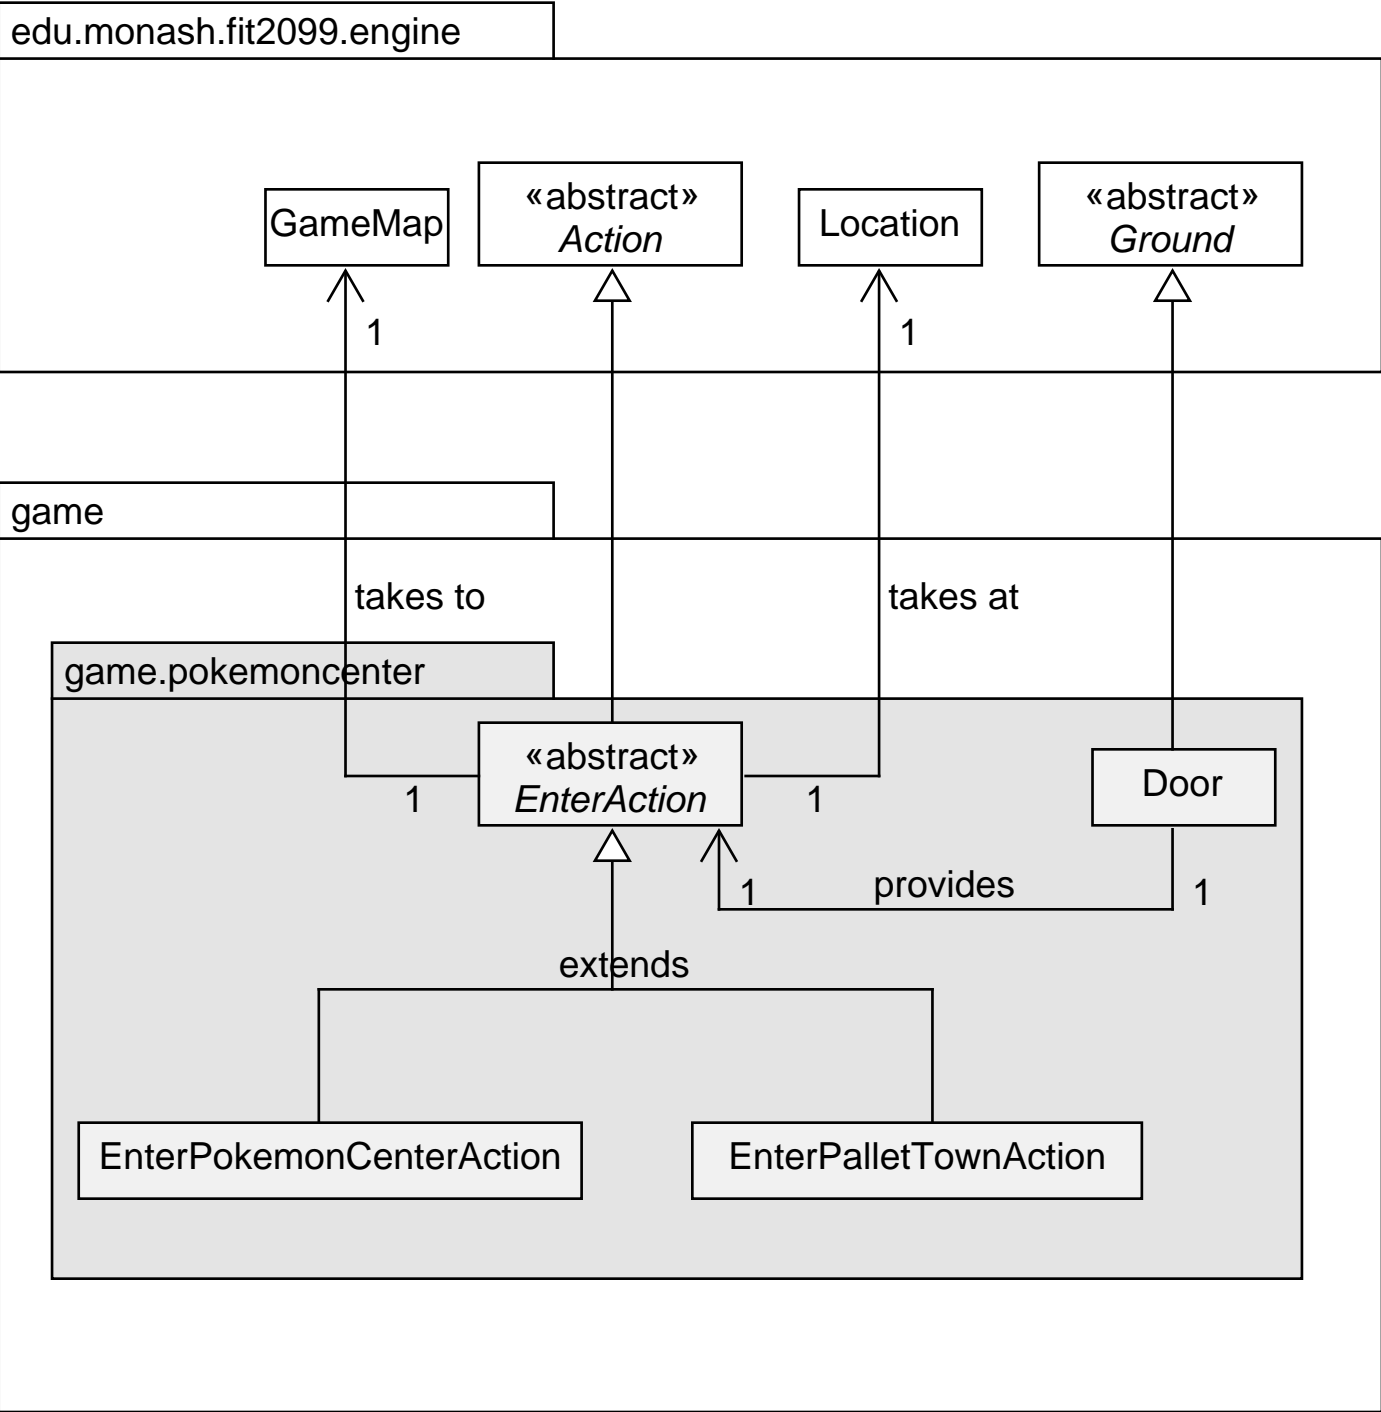 edu.monash.fit2099.engine
GameMap
«abstract»
Action
Location
«abstract»
Ground
1
1
game
takes to
takes at
game.pokemoncenter
«abstract»
EnterAction
Door
1
1
1
provides
1
extends
EnterPokemonCenterAction
EnterPalletTownAction